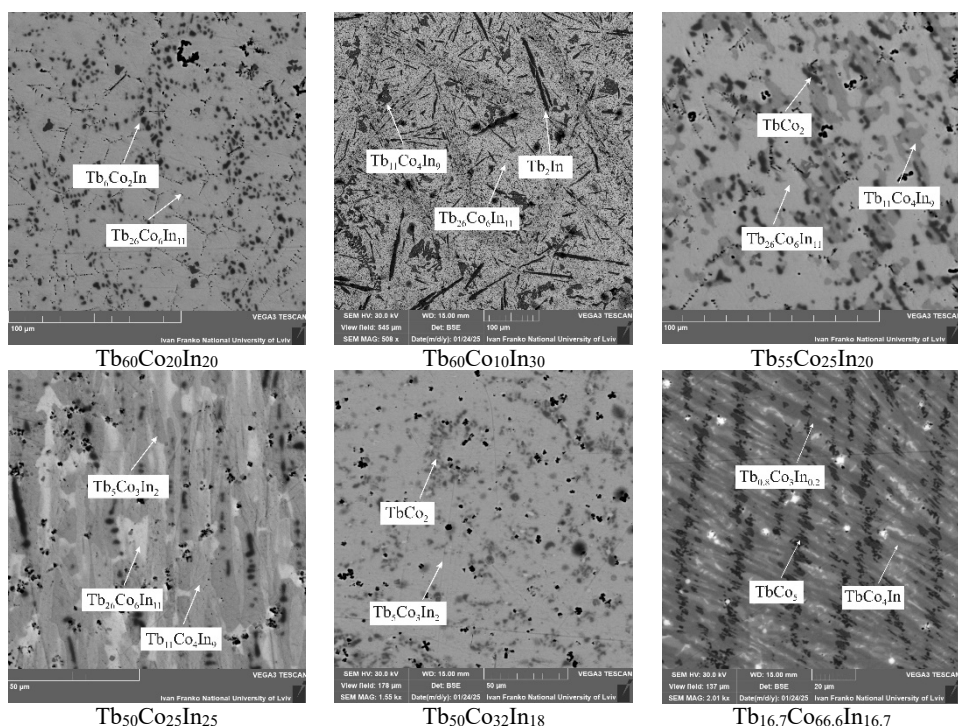 Tb₆Co₂In
Tb₂₆Co₆In₁₁
100 µm
VEGA3 TESCAN
Ivan Franko National University of Lviv
Tb₆₀Co₂₀In₂₀
Tb₁₁Co₄In₉
Tb₂In
Tb₂₆Co₆In₁₁
SEM HV: 30.0 kV WD: 15.00 mm VEGA3 TESCAN
View field: 545 µm Det: BSE 100 µm
SEM MAG: 508 x Date(m/d/y): 01/24/25 Ivan Franko National University of Lviv
Tb₆₀Co₁₀In₃₀
TbCo₂
Tb₁₁Co₄In₉
Tb₂₆Co₆In₁₁
100 µm
VEGA3 TESCAN
Ivan Franko National University of Lviv
Tb₅₅Co₂₅In₂₀
Tb₅Co₃In₂
Tb₂₆Co₆In₁₁
Tb₁₁Co₄In₉
50 µm
VEGA3 TESCAN
Ivan Franko National University of Lviv
Tb₅₀Co₂₅In₂₅
TbCo₂
Tb₅Co₃In₂
SEM HV: 30.0 kV WD: 15.00 mm VEGA3 TESCAN
View field: 178 µm Det: BSE 50 µm
SEM MAG: 1.55 kx Date(m/d/y): 01/24/25 Ivan Franko National University of Lviv
Tb₅₀Co₃₂In₁₈
Tb₀.₈Co₃In₀.₂
TbCo₅
TbCo₄In
SEM HV: 30.0 kV WD: 15.00 mm VEGA3 TESCAN
View field: 137 µm Det: BSE 20 µm
SEM MAG: 2.01 kx Date(m/d/y): 01/24/25 Ivan Franko National University of Lviv
Tb₁₆.₇Co₆₆.₆In₁₆.₇